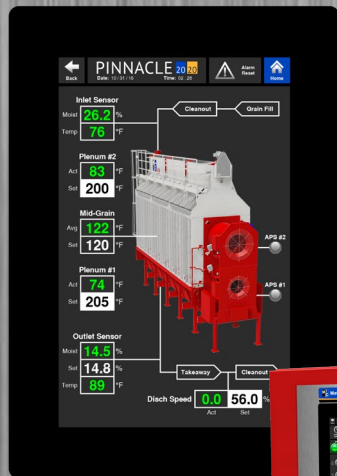 PINNACLE 20 20
Back
Date: 10/31/16
Time: 02 26
Alarm
Reset
Home
Inlet Sensor
Moist 26.2 %
Temp 76 °F
Cleanout
Grain Fill
Plenum #2
Act 83 °F
Set 200 °F
Mid-Grain
Avg 122 °F
Set 120 °F
APS #2
Plenum #1
Act 74 °F
Set 205 °F
APS #1
Outlet Sensor
Moist 14.5 %
Set 14.8 %
Temp 89 °F
Takeaway
Cleanout
Disch Speed 0.0 56.0 %
Act Set